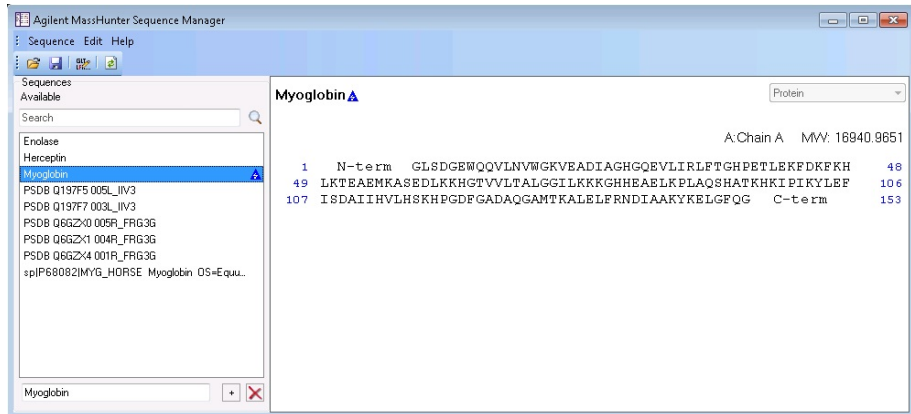 Agilent MassHunter Sequence Manager
Sequence Edit Help
Sequences
Available
Search
Enolase
Herceptin
Myoglobin
PSDB Q197F5 005L_IIV3
PSDB Q197F7 003L_IIV3
PSDB Q6GZX0 005R_FRG3G
PSDB Q6GZX1 004R_FRG3G
PSDB Q6GZX4 001R_FRG3G
sp|P68082|MYG_HORSE Myoglobin OS=Equu...
Myoglobin +
Myoglobin Protein
A:Chain A MW: 16940.9651
1 N-term GLSDGEWQQVLNVWGKVEADIAGHGQEVLIRLFTGHPETLEKFDKFKH 48
49 LKTEAEMKASEDLKKHGTVVLTALGGILKKKGHHEAELKPLAQSHATKHKIPIKYLEF 106
107 ISDAIIHVLHSKHPGDFGADAQGAMTKALELFRNDIAAKYKELGFQG C-term 153